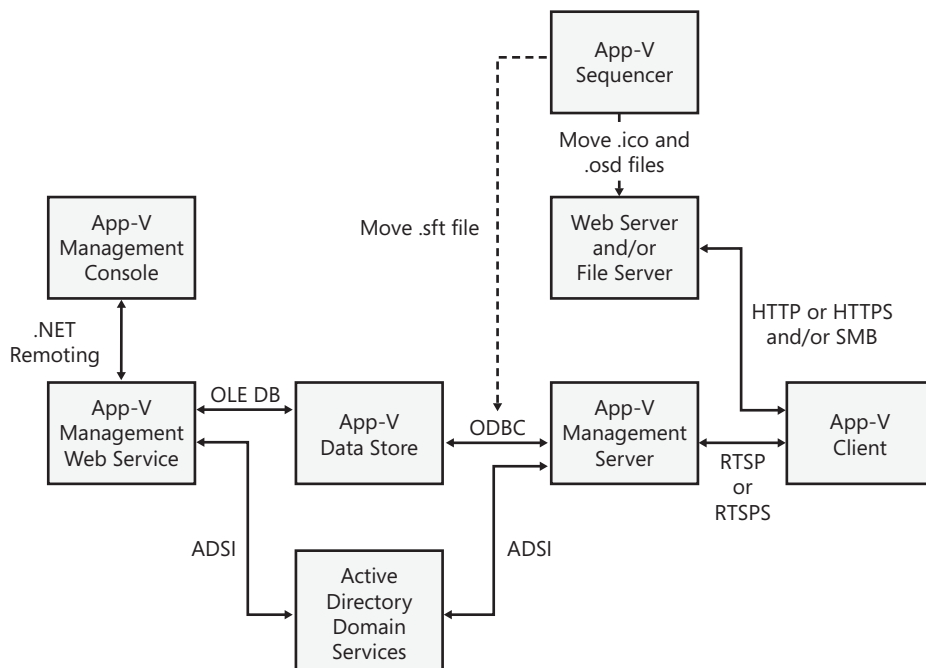 App-V
Sequencer
Move .ico and
.osd files
Move .sft file
App-V
Management
Console
Web Server
and/or
File Server
HTTP or HTTPS
and/or SMB
.NET
Remoting
App-V
Management
Web Service
OLE DB
App-V
Data Store
ODBC
App-V
Management
Server
RTSP
or
RTSPS
App-V
Client
ADSI
Active
Directory
Domain
Services
ADSI